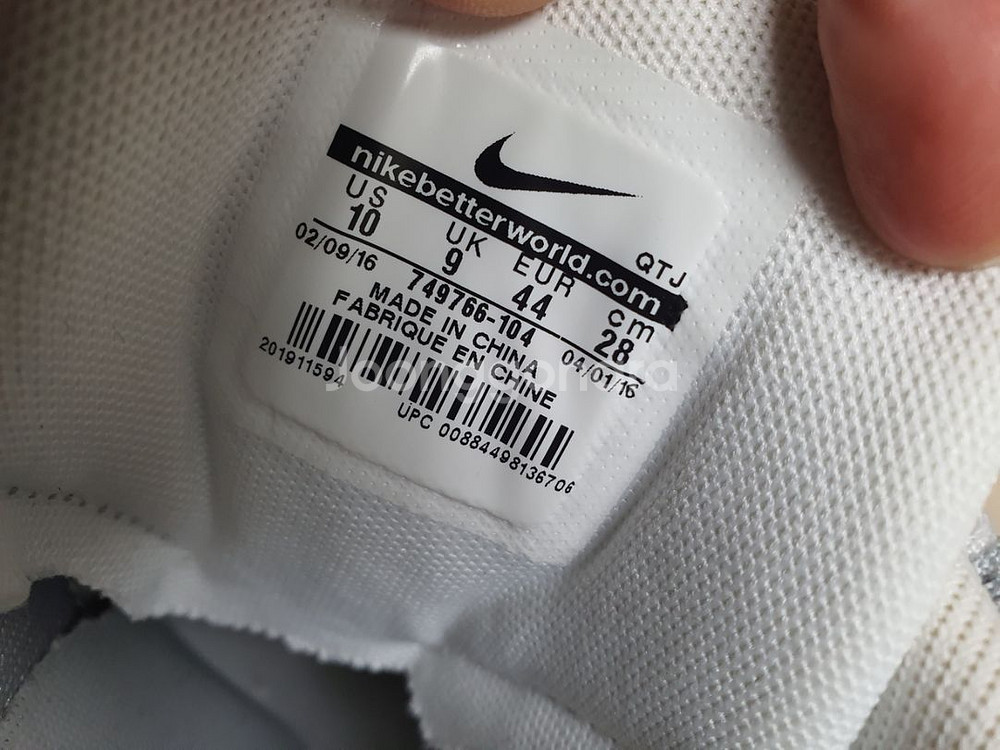 nikebetterworld.com
QTJ
US UK EUR cm
10 9 44 28
02/09/16 749766-104 04/01/16
MADE IN CHINA
FABRIQUE EN CHINE
201911594
UPC 00884498136706
Joonggonara